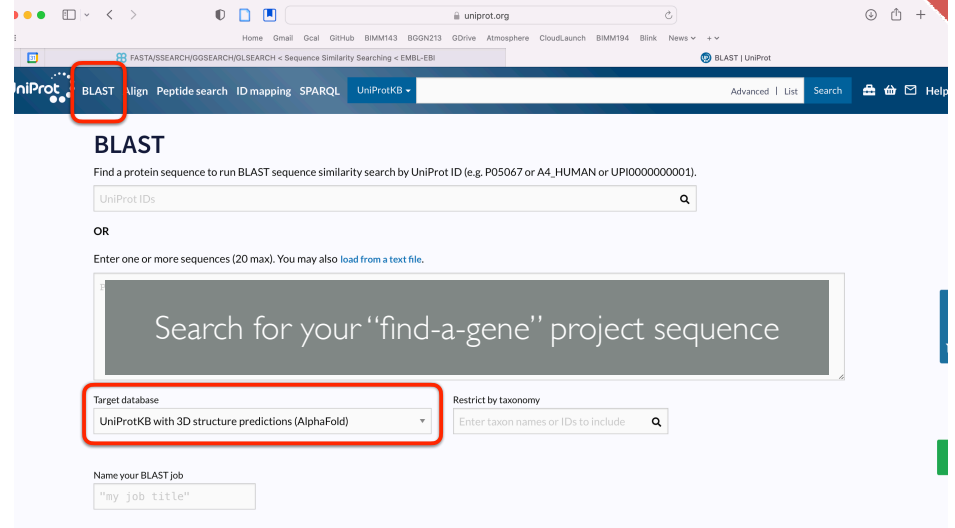 uniprot.org
Home Gmail Gcal GitHub BIMM143 BGGN213 GDrive Atmosphere CloudLaunch BIMM194 Blink News
31 FASTA/SSEARCH/GGSEARCH/GLSEARCH < Sequence Similarity Searching < EMBL-EBI BLAST | UniProt
UniProt BLAST Align Peptide search ID mapping SPARQL UniProtKB Advanced | List Search Help
BLAST
Find a protein sequence to run BLAST sequence similarity search by UniProt ID (e.g. P05067 or A4_HUMAN or UPI0000000001).
UniProt IDs
OR
Enter one or more sequences (20 max). You may also load from a text file.
Search for your “find-a-gene” project sequence
Target database Restrict by taxonomy
UniProtKB with 3D structure predictions (AlphaFold) Enter taxon names or IDs to include
Name your BLAST job
"my job title"